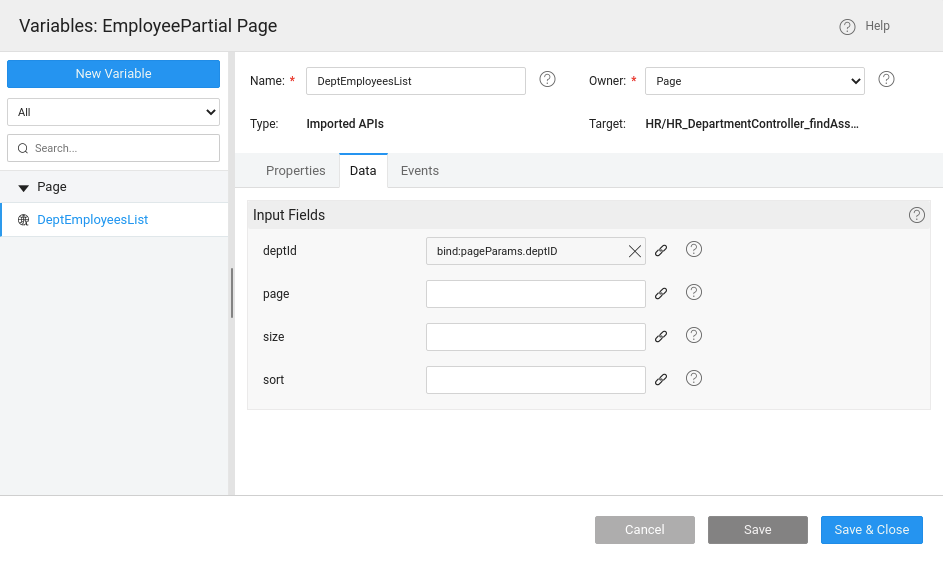 Variables: EmployeePartial Page
Help
New Variable
All
Search...
Page
DeptEmployeesList
Name: *
DeptEmployeesList
Owner: *
Page
Type:
Imported APIs
Target:
HR/HR_DepartmentController_findAss...
Properties
Data
Events
Input Fields
deptId
bind:pageParams.deptID
page
size
sort
Cancel
Save
Save & Close